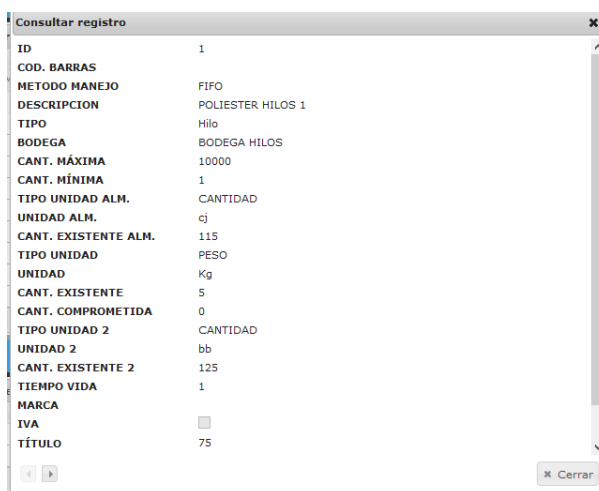 Consultar registro
ID 1
COD. BARRAS
METODO MANEJO FIFO
DESCRIPCION POLIESTER HILOS 1
TIPO Hilo
BODEGA BODEGA HILOS
CANT. MÁXIMA 10000
CANT. MÍNIMA 1
TIPO UNIDAD ALM. CANTIDAD
UNIDAD ALM. cj
CANT. EXISTENTE ALM. 115
TIPO UNIDAD PESO
UNIDAD Kg
CANT. EXISTENTE 5
CANT. COMPROMETIDA 0
TIPO UNIDAD 2 CANTIDAD
UNIDAD 2 bb
CANT. EXISTENTE 2 125
TIEMPO VIDA 1
MARCA
IVA
TÍTULO 75
Cerrar